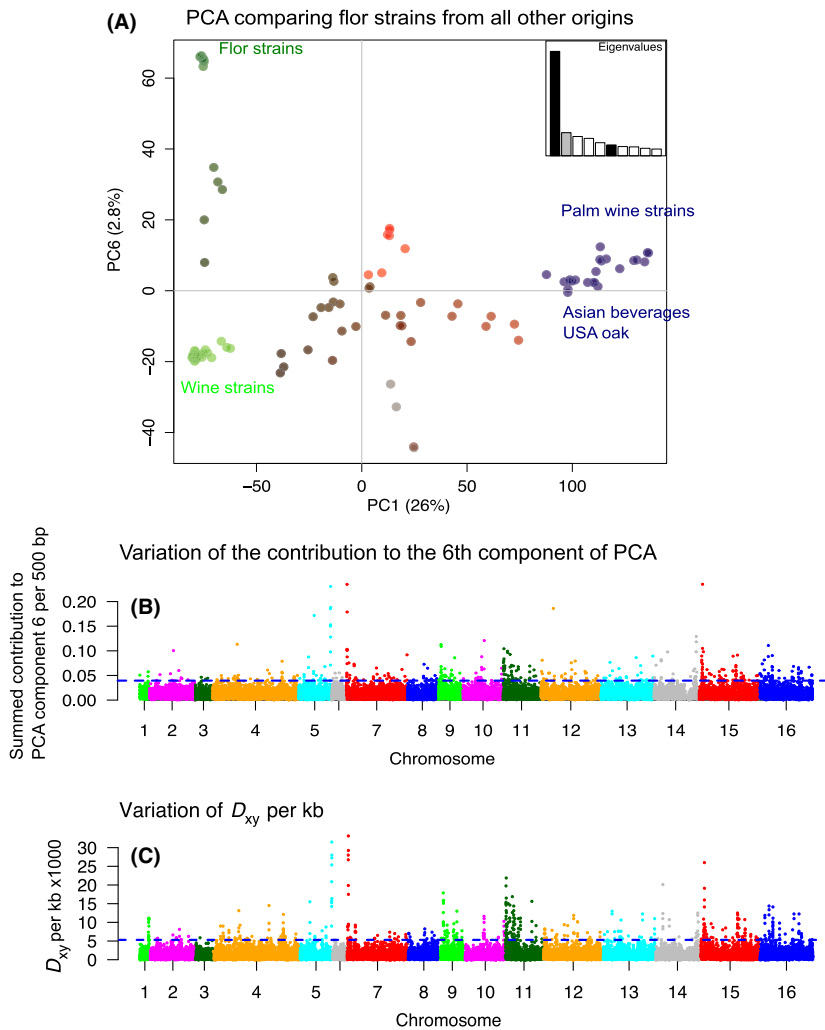 (A)
PCA comparing flor strains from all other origins
Flor strains
Eigenvalues
Palm wine strains
Asian beverages
USA oak
Wine strains
PC6 (2.8%)
60
40
20
0
−20
−40
−50
0
50
100
PC1 (26%)
Variation of the contribution to the 6th component of PCA
(B)
Summed contribution to
PCA component 6 per 500 bp
0.20
0.15
0.10
0.05
0.00
1 2 3 4 5 7 8 9 10 11 12 13 14 15 16
Chromosome
Variation of Dxy per kb
(C)
Dxy per kb x1000
30
25
20
15
10
5
0
1 2 3 4 5 7 8 9 10 11 12 13 14 15 16
Chromosome